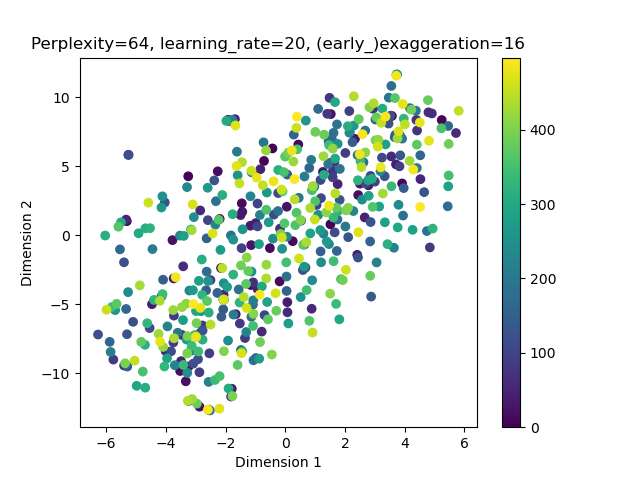 Perplexity=64, learning_rate=20, (early_)exaggeration=16
10
5
0
−5
−10
Dimension 2
−6 −4 −2 0 2 4 6
Dimension 1
400
300
200
100
0